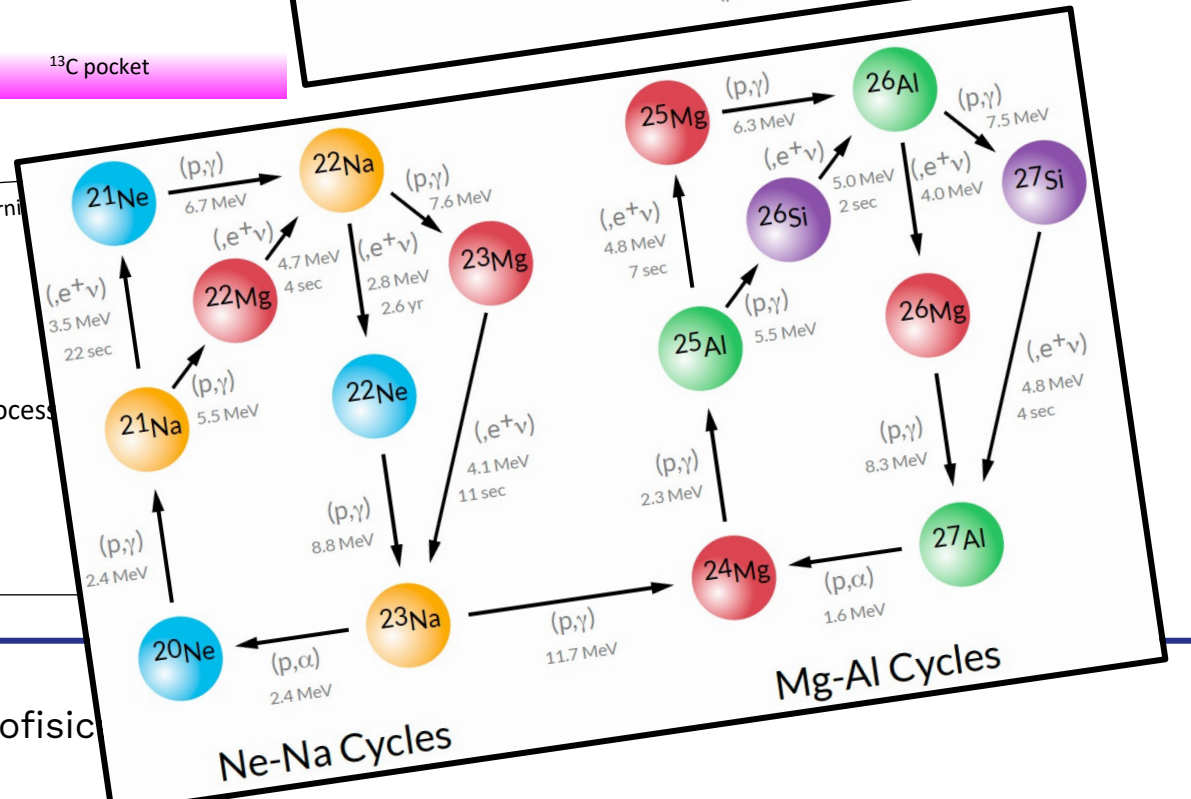 ¹³C pocket
21Ne
(p,γ)
6.7 MeV
22Na
(p,γ)
7.6 MeV
23Mg
(,e⁺ν)
4.7 MeV
4 sec
22Mg
(,e⁺ν)
2.8 MeV
2.6 yr
(,e⁺ν)
3.5 MeV
22 sec
21Na
(p,γ)
5.5 MeV
22Ne
(,e⁺ν)
4.1 MeV
11 sec
(p,γ)
8.8 MeV
(p,γ)
2.4 MeV
20Ne
(p,α)
2.4 MeV
23Na
(p,γ)
11.7 MeV
Ne-Na Cycles
25Mg
(p,γ)
6.3 MeV
26Al
(p,γ)
7.5 MeV
27Si
(,e⁺ν)
5.0 MeV
2 sec
26Si
(,e⁺ν)
4.0 MeV
(,e⁺ν)
4.8 MeV
7 sec
25Al
(p,γ)
5.5 MeV
26Mg
(,e⁺ν)
4.8 MeV
4 sec
(p,γ)
8.3 MeV
(p,γ)
2.3 MeV
24Mg
(p,α)
1.6 MeV
27Al
Mg-Al Cycles
rni
ocess
ofisic